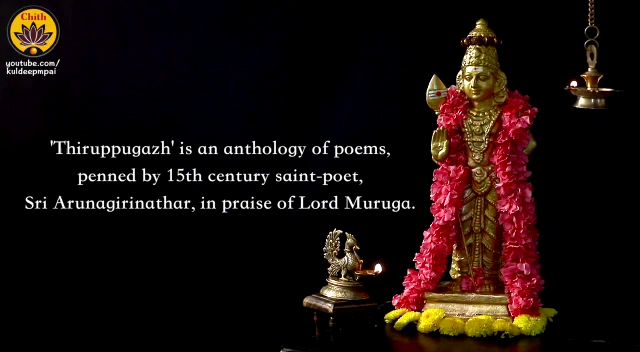 Chith
youtube.com/
kuldeepmpai
'Thiruppugazh' is an anthology of poems,
penned by 15th century saint-poet,
Sri Arunagirinathar, in praise of Lord Muruga.